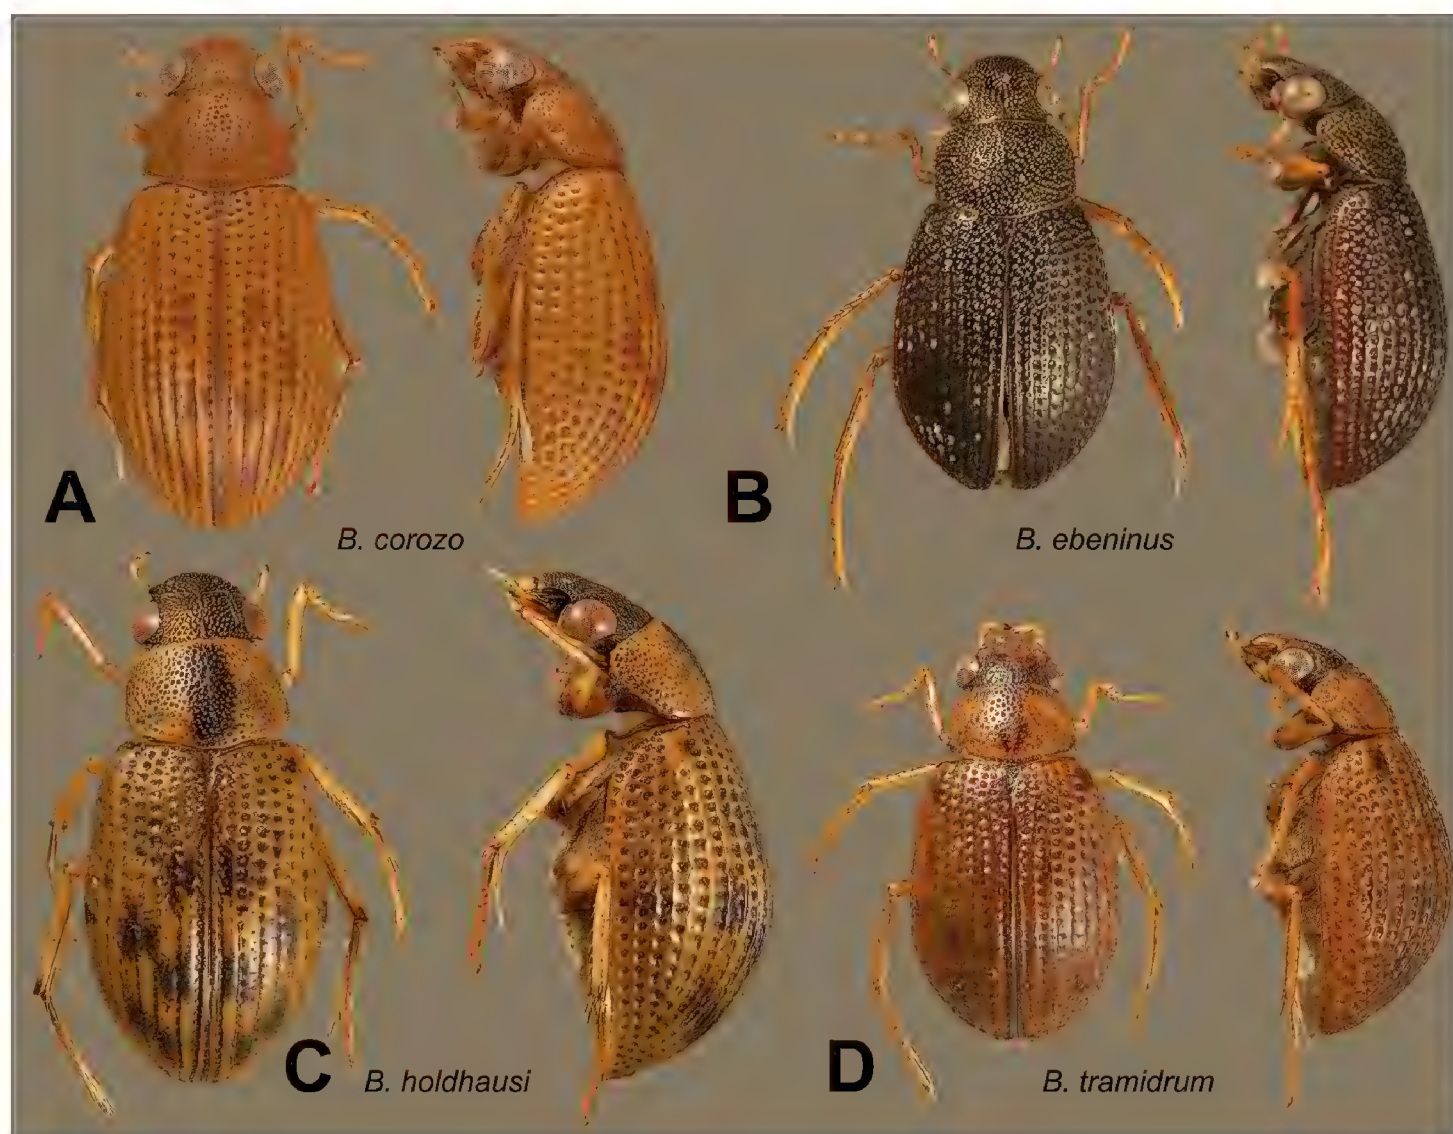 A
B. corozo
B
B. ebeninus
C
B. holdhausi
D
B. tramidrum